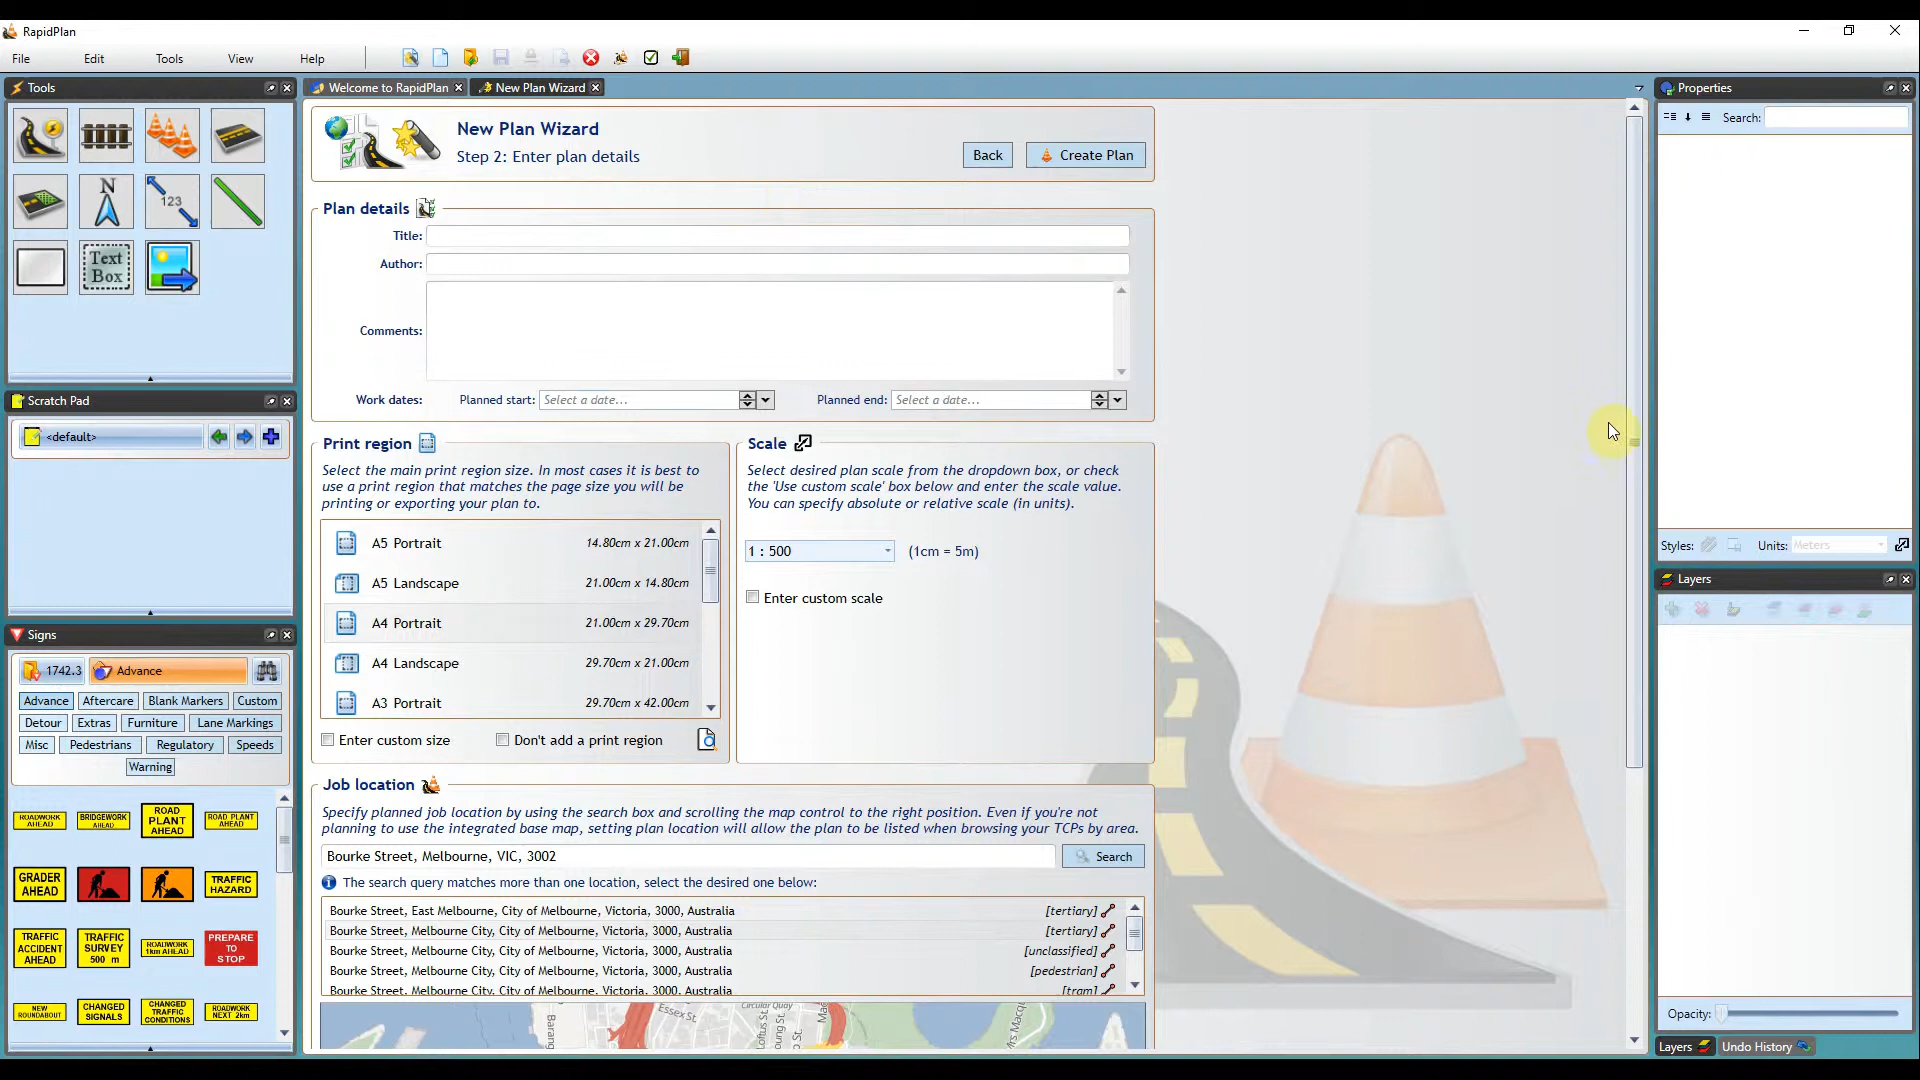 RapidPlan
File Edit Tools View Help
Tools
Welcome to RapidPlan
New Plan Wizard
Properties
Search:
New Plan Wizard
Step 2: Enter plan details
Back
Create Plan
N
123
Text
Box
Plan details
Title:
Author:
Comments:
Work dates: Planned start: Select a date... Planned end: Select a date...
Scratch Pad
<default>
Print region
Select the main print region size. In most cases it is best to
use a print region that matches the page size you will be
printing or exporting your plan to.
A5 Portrait 14.80cm x 21.00cm
A5 Landscape 21.00cm x 14.80cm
A4 Portrait 21.00cm x 29.70cm
A4 Landscape 29.70cm x 21.00cm
A3 Portrait 29.70cm x 42.00cm
Enter custom size
Don't add a print region
Scale
Select desired plan scale from the dropdown box, or check
the 'Use custom scale' box below and enter the scale value.
You can specify absolute or relative scale (in units).
1 : 500 (1cm = 5m)
Enter custom scale
Styles: Units: Meters
Layers
Signs
1742.3 Advance
Advance Aftercare Blank Markers Custom
Detour Extras Furniture Lane Markings
Misc Pedestrians Regulatory Speeds
Warning
ROADWORK
AHEAD
BRIDGEWORK
AHEAD
ROAD
PLANT
AHEAD
ROAD PLANT
AHEAD
GRADER
AHEAD
TRAFFIC
HAZARD
TRAFFIC
ACCIDENT
AHEAD
TRAFFIC
SURVEY
500 m
ROADWORK
1km AHEAD
PREPARE
TO
STOP
NEW
ROUNDABOUT
CHANGED
SIGNALS
CHANGED
TRAFFIC
CONDITIONS
ROADWORK
NEXT 2km
Job location
Specify planned job location by using the search box and scrolling the map control to the right position. Even if you're not
planning to use the integrated base map, setting plan location will allow the plan to be listed when browsing your TCPs by area.
Bourke Street, Melbourne, VIC, 3002
Search
The search query matches more than one location, select the desired one below:
Bourke Street, East Melbourne, City of Melbourne, Victoria, 3000, Australia [tertiary]
Bourke Street, Melbourne City, City of Melbourne, Victoria, 3000, Australia [tertiary]
Bourke Street, Melbourne City, City of Melbourne, Victoria, 3000, Australia [unclassified]
Bourke Street, Melbourne City, City of Melbourne, Victoria, 3000, Australia [pedestrian]
Bourke Street, Melbourne City, City of Melbourne, Victoria, 3000, Australia [tram]
Essex St.
Loftus St.
Young St.
Circular Quay
Opacity:
Layers
Undo History